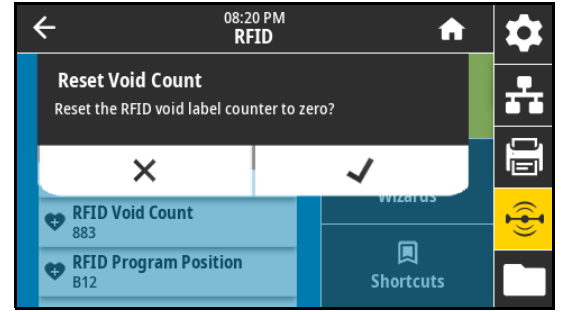 08:20 PM
RFID
Reset Void Count
Reset the RFID void label counter to zero?
Wizards
RFID Void Count
883
RFID Program Position
B12
Shortcuts